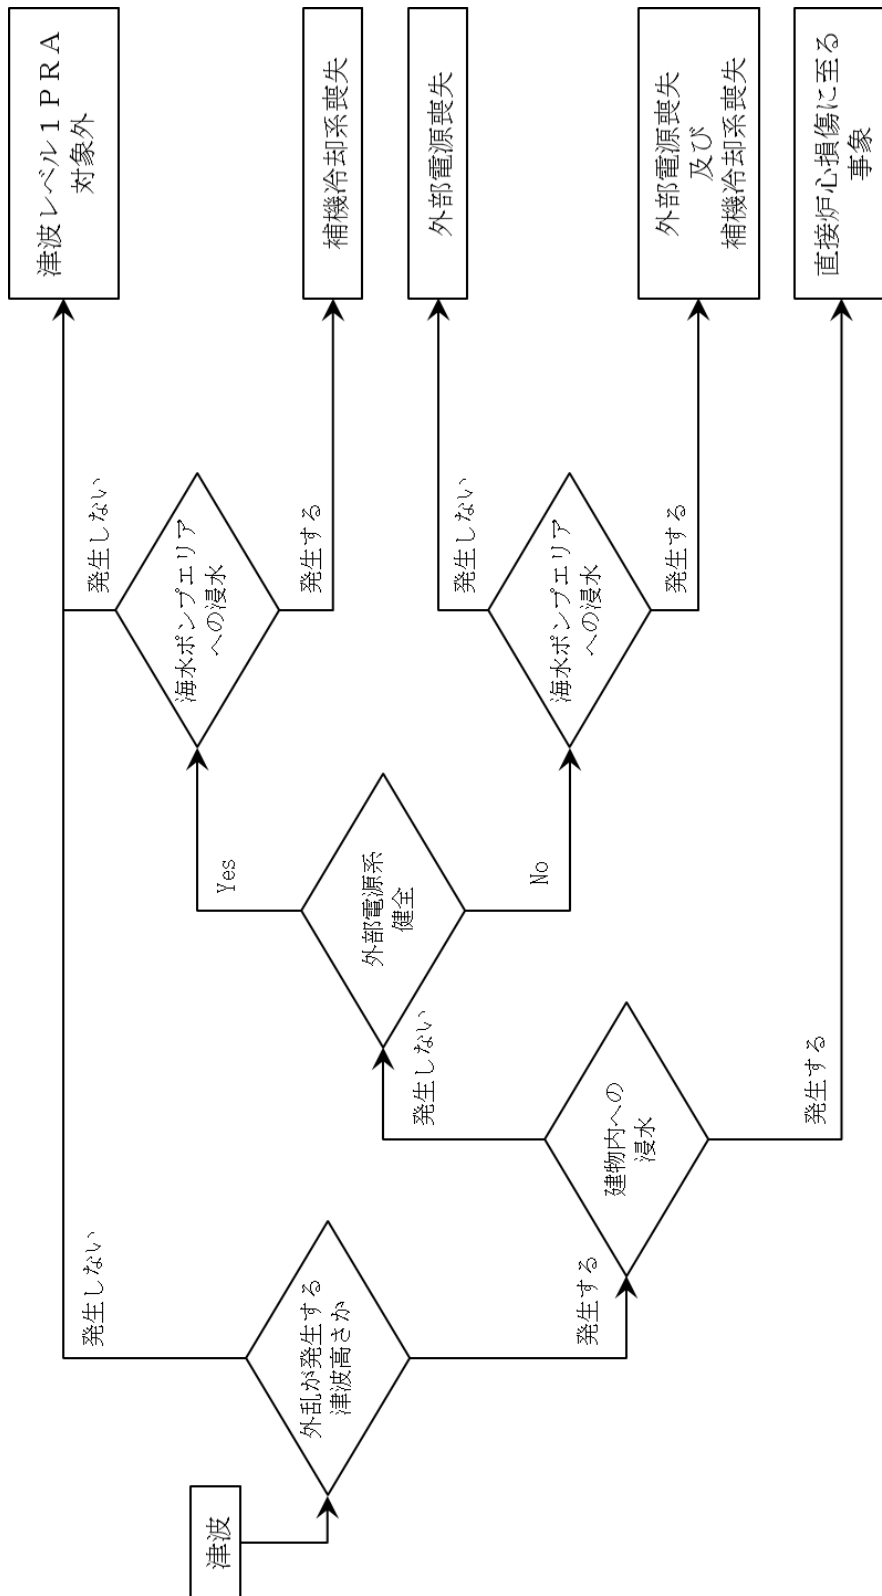 津波
外乱が発生する
津波高さか
発生しない
発生する
建物内への
浸水
発生しない
発生する
外部電源系
健全
Yes
No
海水ポンプエリア
への浸水
発生しない
発生する
海水ポンプエリア
への浸水
発生しない
発生する
津波レベル１ＰＲＡ
対象外
補機冷却系喪失
外部電源喪失
外部電源喪失
及び
補機冷却系喪失
直接炉心損傷に至る
事象